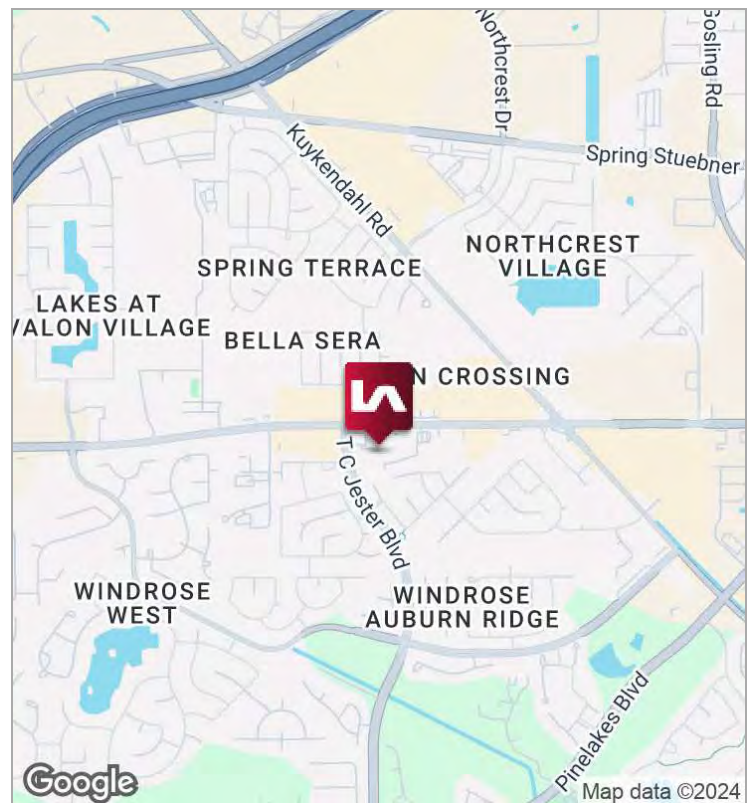 Northcrest Dr
Gosling Rd
Kuykendahl Rd
Spring Stuebner
NORTHCREST
VILLAGE
SPRING TERRACE
LAKES AT
VALON VILLAGE
BELLA SERA
N CROSSING
T C Jester Blvd
WINDROSE
WEST
WINDROSE
AUBURN RIDGE
Pinelakes Blvd
Google
Map data ©2024